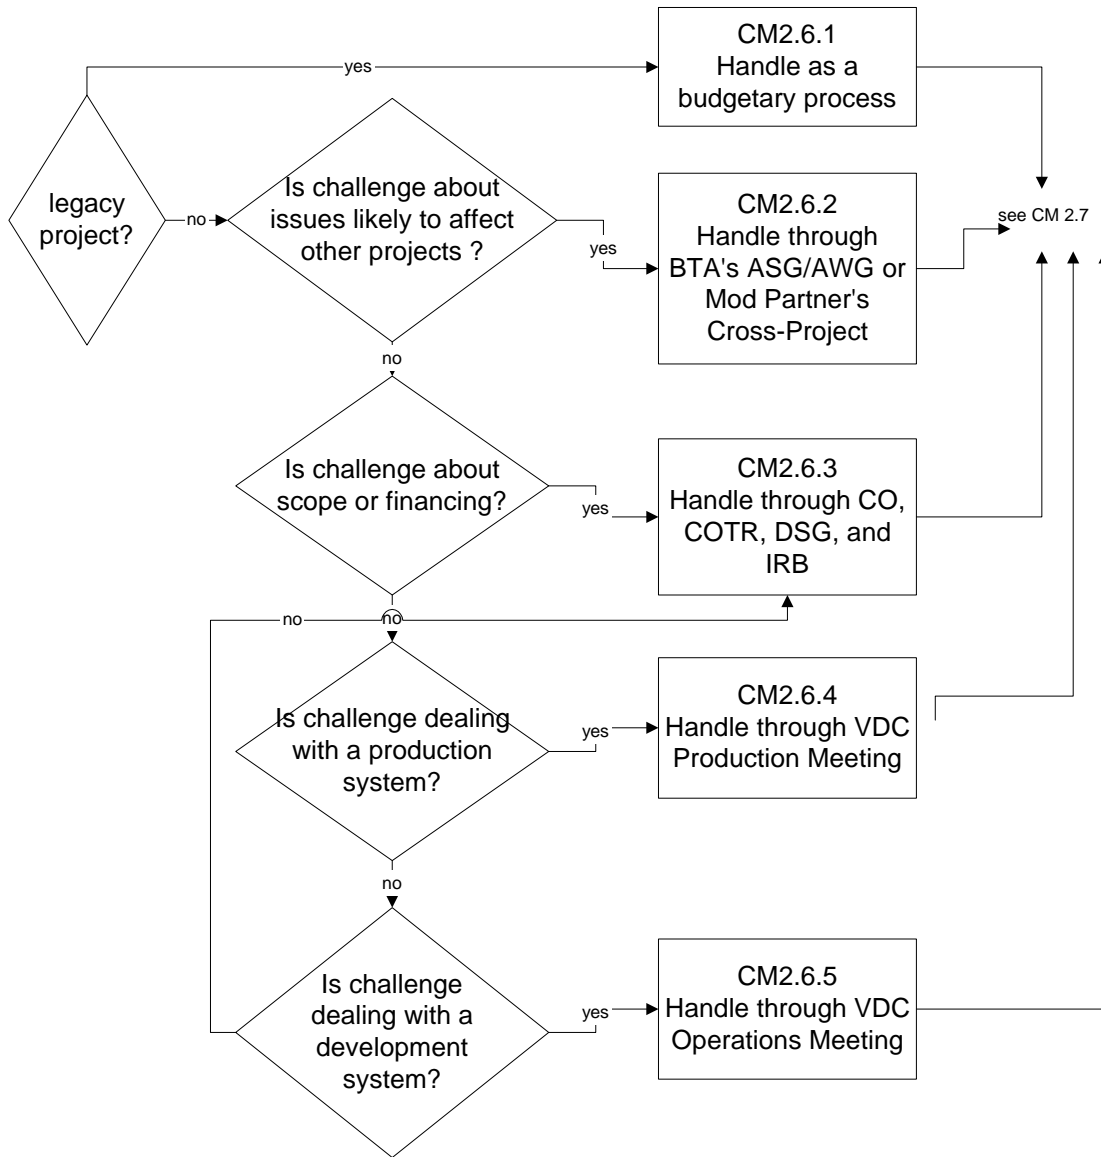 CM2.6.1
Handle as a
budgetary process
yes
legacy
project?
no
Is challenge about
issues likely to affect
other projects ?
yes
CM2.6.2
Handle through
BTA's ASG/AWG or
Mod Partner's
Cross-Project
see CM 2.7
no
Is challenge about
scope or financing?
yes
CM2.6.3
Handle through CO,
COTR, DSG, and
IRB
no
no
Is challenge dealing
with a production
system?
yes
CM2.6.4
Handle through VDC
Production Meeting
no
Is challenge
dealing with a
development
system?
yes
CM2.6.5
Handle through VDC
Operations Meeting